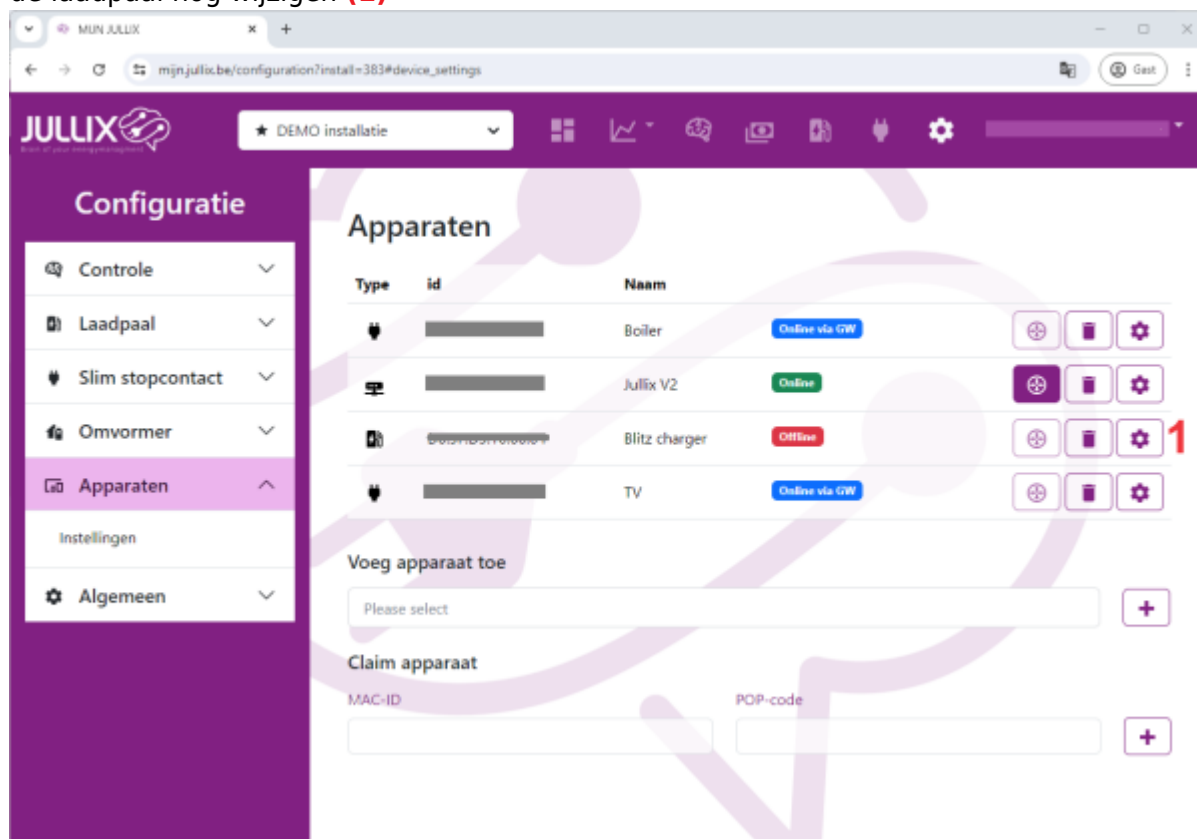 de laadpaal nog wijzigen (2)
MIJN JULLIX
mijn.jullix.be/configuration?install=383#device_settings
Gast
JULLIX
Brain of your energymanagment
★ DEMO installatie
Configuratie
Controle
Laadpaal
Slim stopcontact
Omvormer
Apparaten
Instellingen
Algemeen
Apparaten
Type id Naam
Boiler Online via GW
Jullix V2 Online
Blitz charger Offline 1
TV Online via GW
Voeg apparaat toe
Please select
+
Claim apparaat
MAC-ID POP-code
+